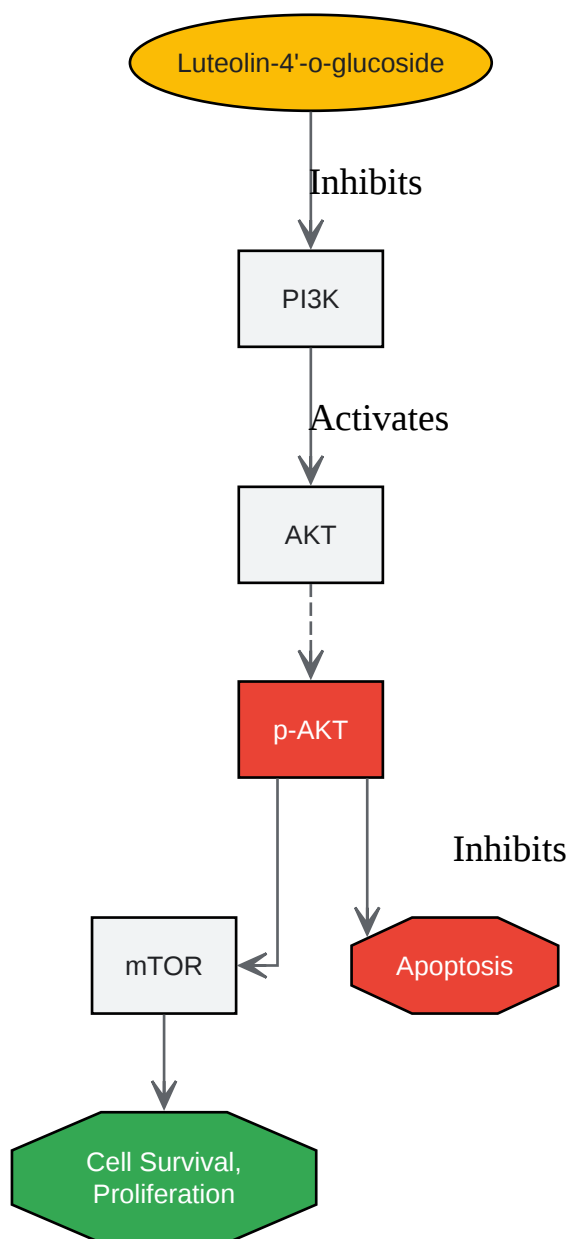 Luteolin-4'-o-glucoside
Inhibits
PI3K
Activates
AKT
p-AKT
Inhibits
mTOR
Apoptosis
Cell Survival,
Proliferation